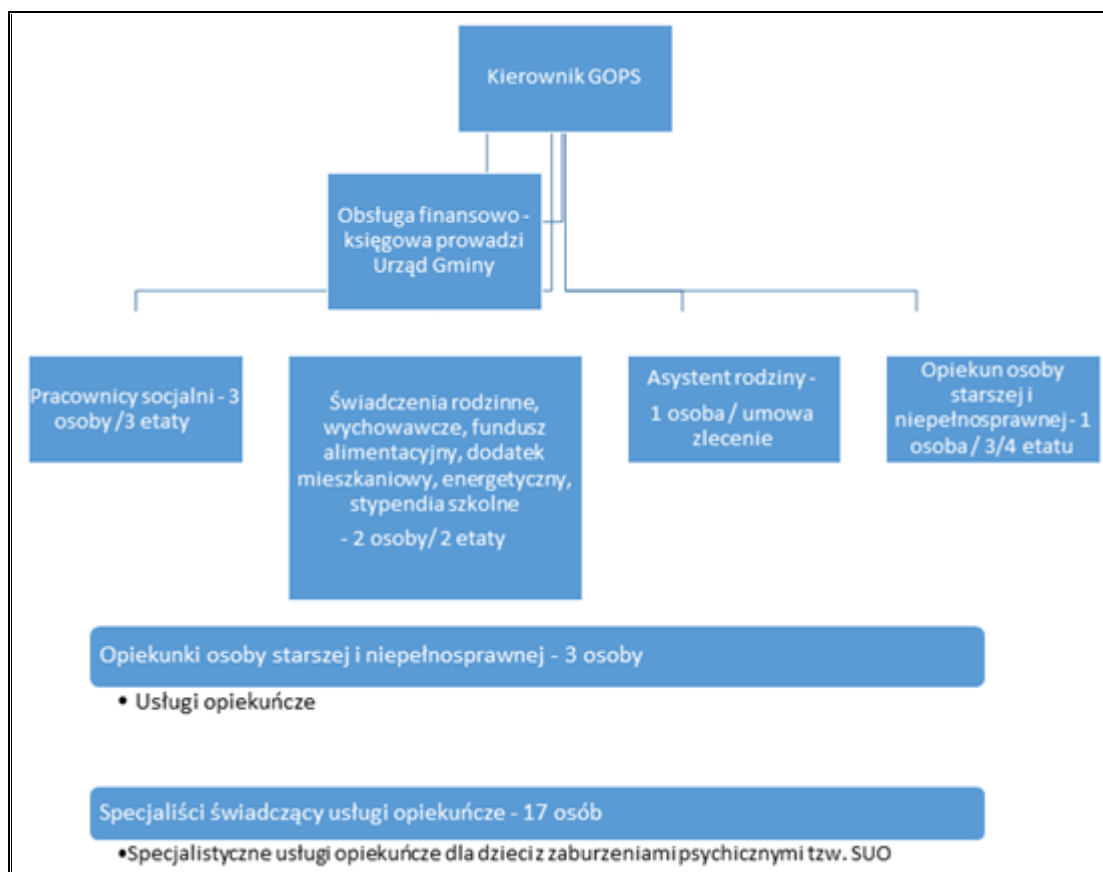 Kierownik GOPS
Obsługa finansowo -
księgowa prowadzi
Urząd Gminy
Pracownicy socjalni - 3
osoby /3 etaty
Świadczenia rodzinne,
wychowawcze, fundusz
alimentacyjny, dodatek
mieszkaniowy, energetyczny,
stypendia szkolne
- 2 osoby/ 2 etaty
Asystent rodziny -
1 osoba / umowa
zlecenie
Opiekun osoby
starszej i
niepełnosprawnej- 1
osoba / 3/4 etatu
Opiekunki osoby starszej i niepełnosprawnej - 3 osoby
• Usługi opiekuńcze
Specjaliści świadczący usługi opiekuńcze - 17 osób
•Specjalistyczne usługi opiekuńcze dla dzieci z zaburzeniami psychicznymi tzw. SUO